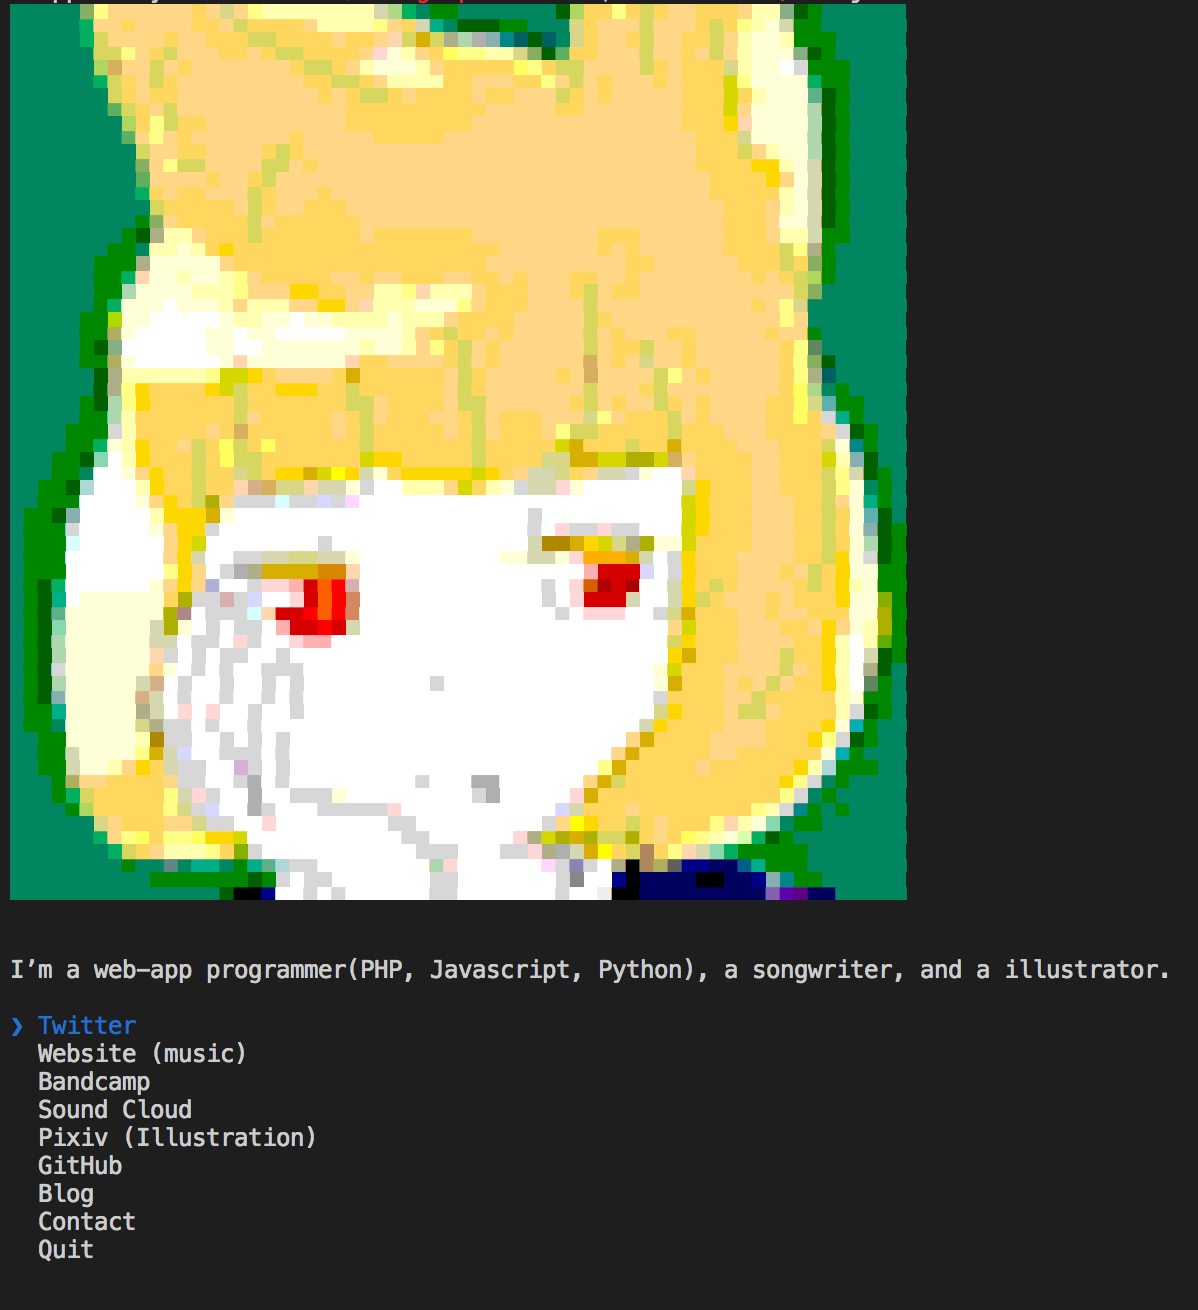 I’m a web-app programmer(PHP, Javascript, Python), a songwriter, and a illustrator.
❯ Twitter
Website (music)
Bandcamp
Sound Cloud
Pixiv (Illustration)
GitHub
Blog
Contact
Quit